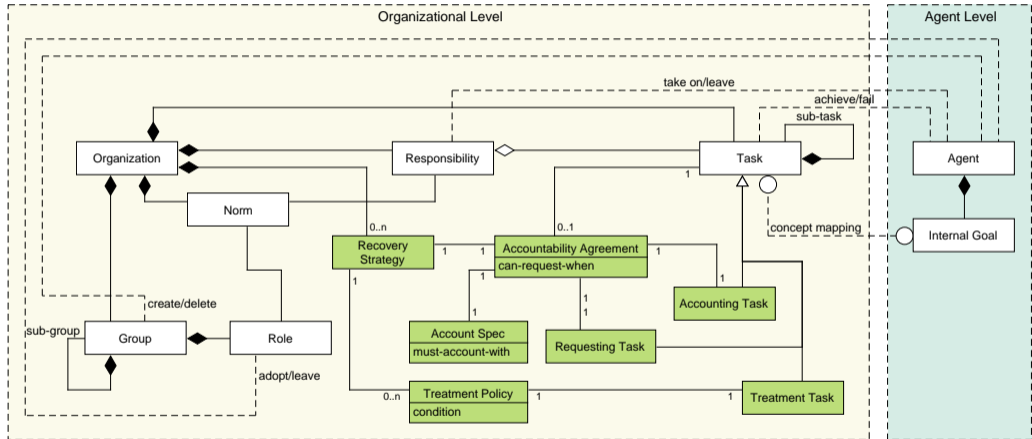 Organizational Level
Agent Level
take on/leave
achieve/fail
sub-task
Organization
Responsibility
Task
Agent
1
Norm
0..n
0..1
concept mapping
Internal Goal
Recovery
Strategy
1
1
Accountability Agreement
can-request-when
1
1
1
1
Accounting Task
create/delete
1
1
1
sub-group
Group
Role
Account Spec
must-account-with
Requesting Task
adopt/leave
0..n
Treatment Policy
condition
1
1
Treatment Task